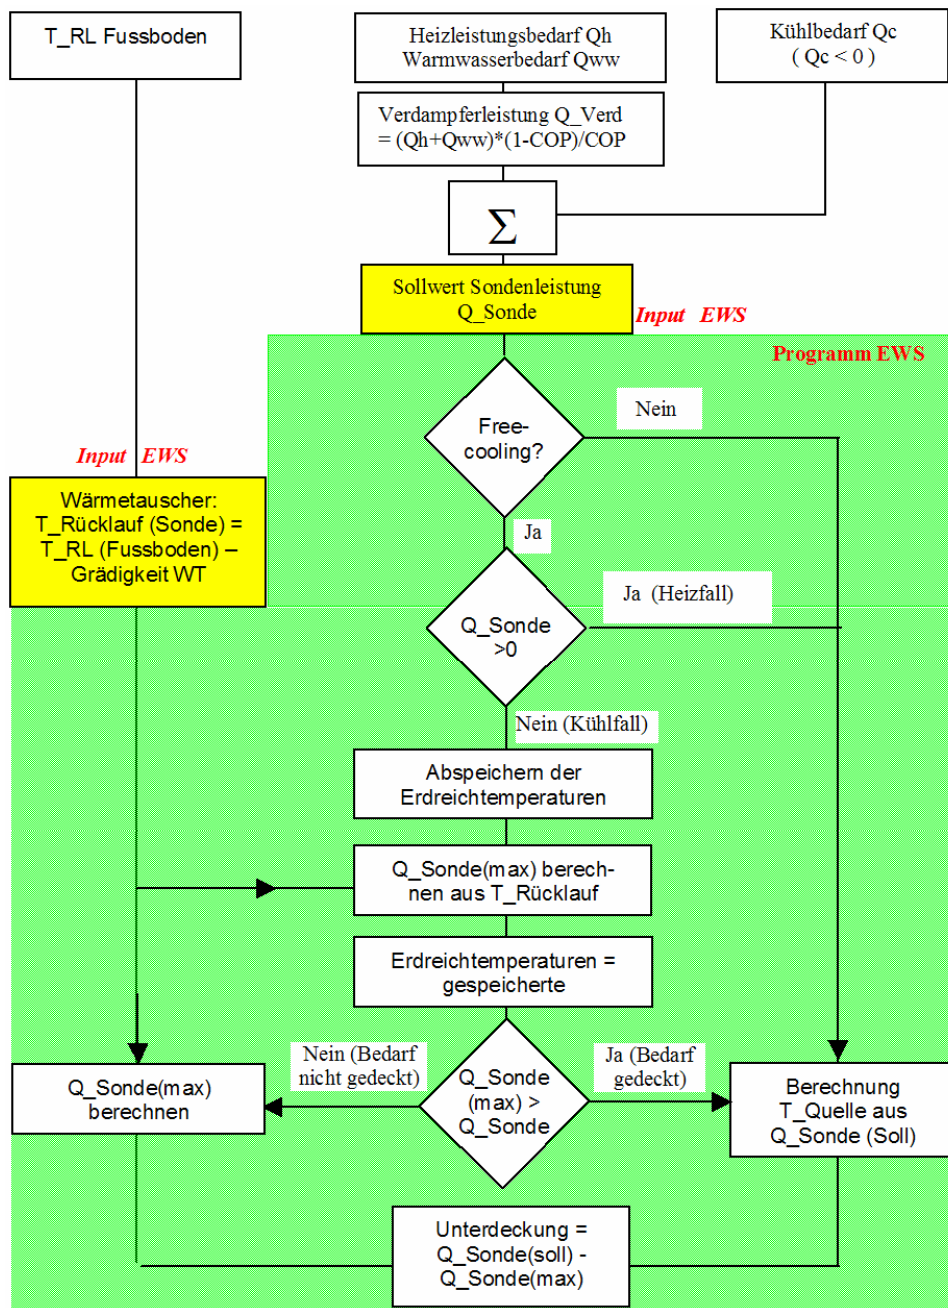 T_RL Fussboden
Heizleistungsbedarf Qh
Warmwasserbedarf Qww
Kühlbedarf Qc
( Qc < 0 )
Verdampferleistung Q_Verd
= (Qh+Qww)*(1-COP)/COP
Σ
Sollwert Sondenleistung
Q_Sonde
Input EWS
Programm EWS
Free-
cooling?
Nein
Input EWS
Wärmetauscher:
T_Rücklauf (Sonde) =
T_RL (Fussboden) –
Grädigkeit WT
Ja
Q_Sonde
>0
Ja (Heizfall)
Nein (Kühlfall)
Abspeichern der
Erdreichtemperaturen
Q_Sonde(max) berech-
nen aus T_Rücklauf
Erdreichtemperaturen =
gespeicherte
Nein (Bedarf
nicht gedeckt)
Q_Sonde
(max) >
Q_Sonde
Ja (Bedarf
gedeckt)
Q_Sonde(max)
berechnen
Berechnung
T_Quelle aus
Q_Sonde (Soll)
Unterdeckung =
Q_Sonde(soll) -
Q_Sonde(max)